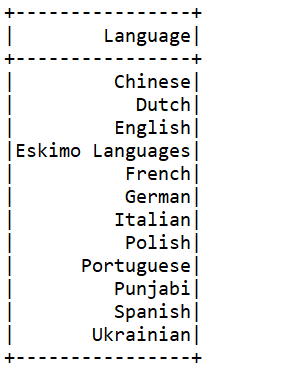 +----------------+
|        Language|
+----------------+
|         Chinese|
|           Dutch|
|         English|
|Eskimo Languages|
|          French|
|          German|
|         Italian|
|          Polish|
|      Portuguese|
|         Punjabi|
|         Spanish|
|       Ukrainian|
+----------------+